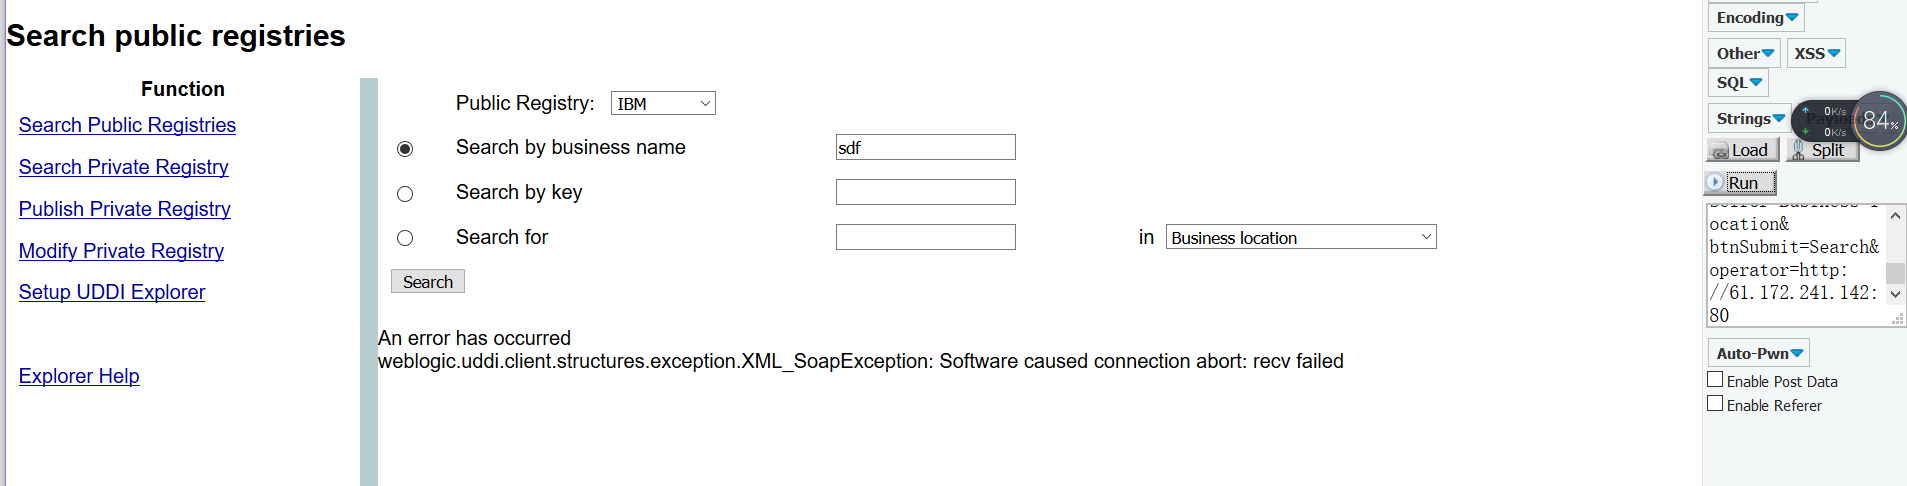 Search public registries
Function
Search Public Registries
Search Private Registry
Publish Private Registry
Modify Private Registry
Setup UDDI Explorer
Explorer Help
Public Registry: IBM
Search by business name sdf
Search by key
Search for in Business location
Search
An error has occurred
weblogic.uddi.client.structures.exception.XML_SoapException: Software caused connection abort: recv failed
Encoding
Other XSS
SQL
Strings
0K/s
0K/s
84%
Load Split
Run
ocation&
btnSubmit=Search&
operator=http:
//61.172.241.142:
80
Auto-Pwn
Enable Post Data
Enable Referer